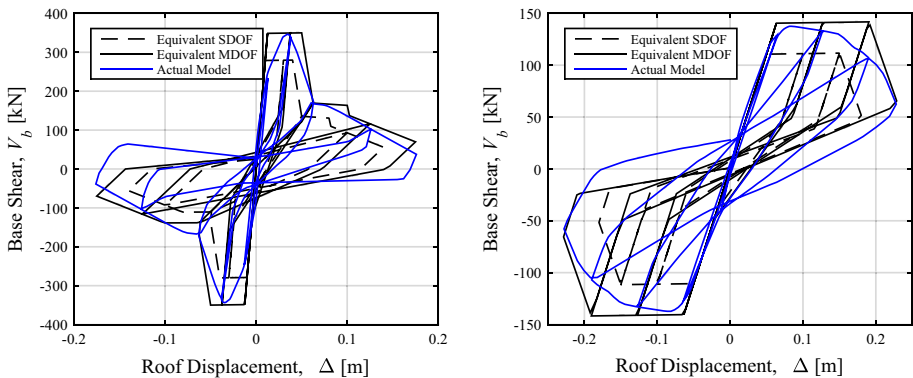 400
300
200
100
0
-100
-200
-300
-400
-0.2
-0.1
0
0.1
0.2
Base Shear, V_b [kN]
Roof Displacement, Δ [m]
Equivalent SDOF
Equivalent MDOF
Actual Model
150
100
50
0
-50
-100
-150
-0.2
-0.1
0
0.1
0.2
Base Shear, V_b [kN]
Roof Displacement, Δ [m]
Equivalent SDOF
Equivalent MDOF
Actual Model